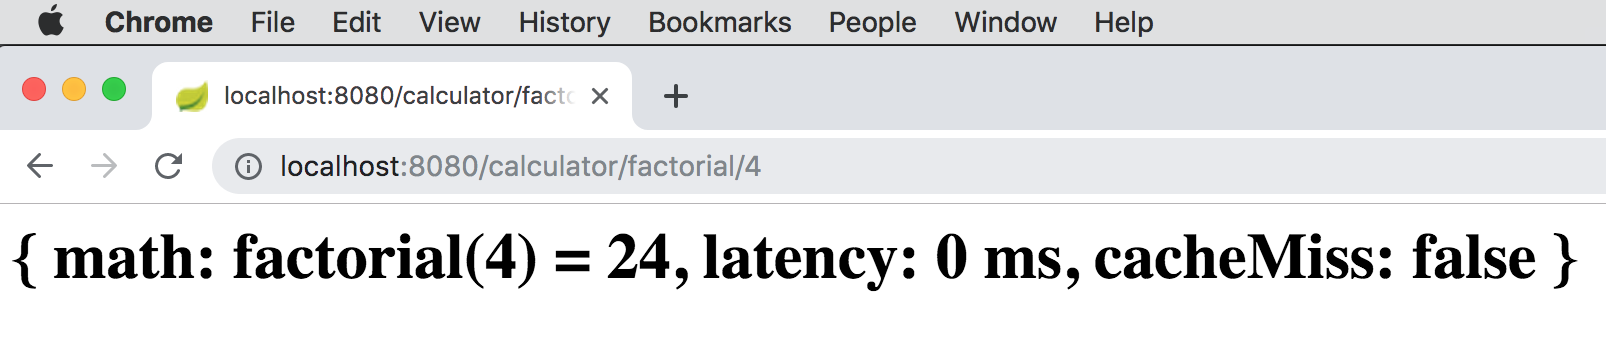 Chrome File Edit View History Bookmarks People Window Help
localhost:8080/calculator/facto
localhost:8080/calculator/factorial/4
{ math: factorial(4) = 24, latency: 0 ms, cacheMiss: false }